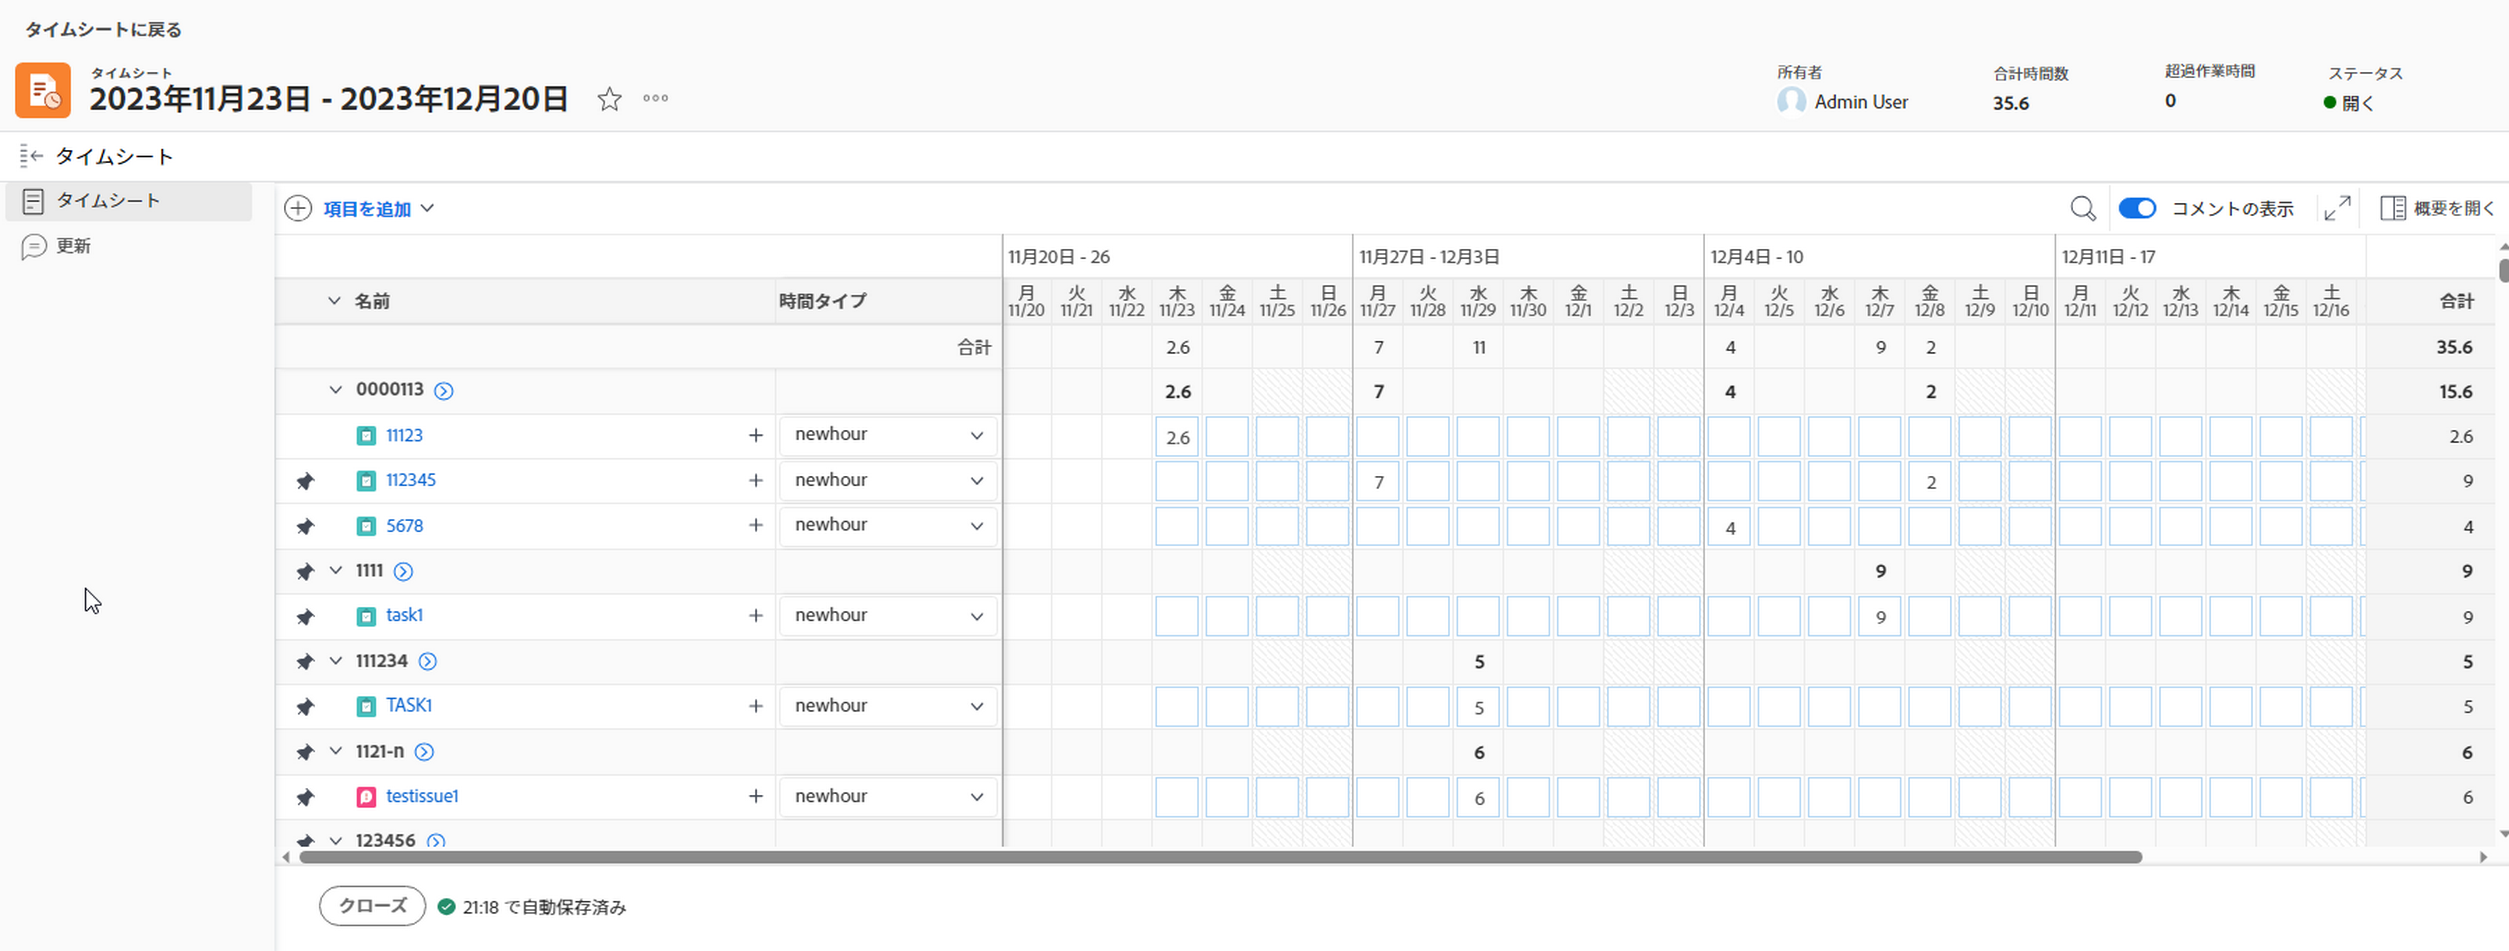 タイムシートに戻る
タイムシート
2023年11月23日 - 2023年12月20日
所有者
Admin User
合計時間数
35.6
超過作業時間
0
ステータス
開く
タイムシート
タイムシート
更新
項目を追加
コメントの表示
概要を開く
11月20日 - 26 11月27日 - 12月3日 12月4日 - 10 12月11日 - 17
名前 時間タイプ 月 火 水 木 金 土 日 月 火 水 木 金 土 日 月 火 水 木 金 土 日 月 火 水 木 金 土 合計
11/20 11/21 11/22 11/23 11/24 11/25 11/26 11/27 11/28 11/29 11/30 12/1 12/2 12/3 12/4 12/5 12/6 12/7 12/8 12/9 12/10 12/11 12/12 12/13 12/14 12/15 12/16
合計 2.6 7 11 4 9 2 35.6
0000113 2.6 7 4 2 15.6
11123 newhour 2.6 2.6
112345 newhour 7 2 9
5678 newhour 4 4
1111 9 9
task1 newhour 9 9
111234 5 5
TASK1 newhour 5 5
1121-n 6 6
testissue1 newhour 6 6
123456
クローズ
21:18 で自動保存済み